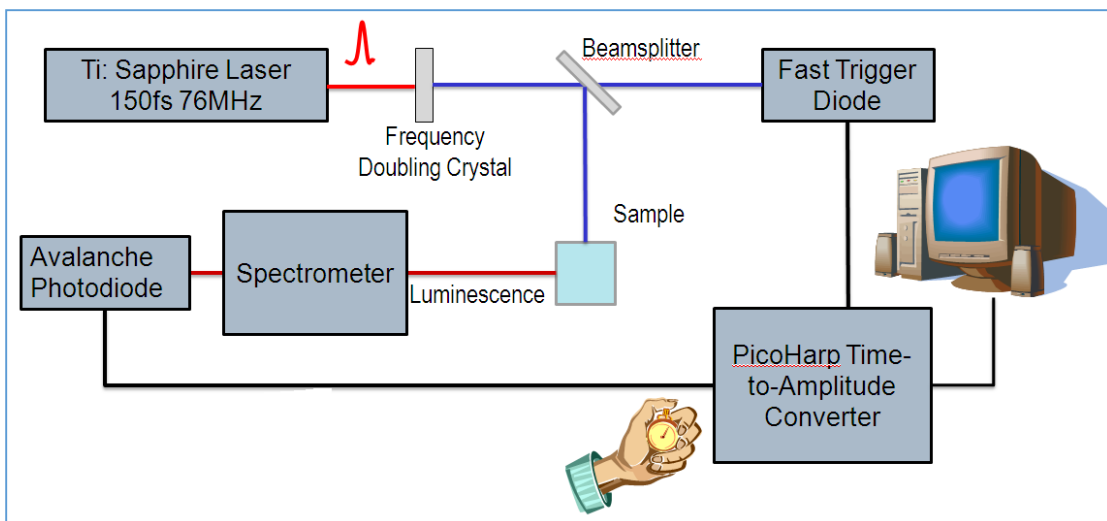 Ti: Sapphire Laser
150fs 76MHz
Frequency
Doubling Crystal
Beamsplitter
Fast Trigger
Diode
Sample
Avalanche
Photodiode
Spectrometer
Luminescence
PicoHarp Time-
to-Amplitude
Converter